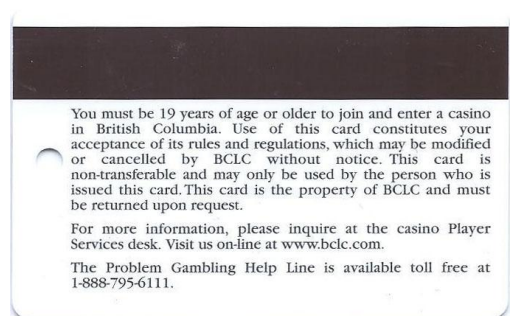 You must be 19 years of age or older to join and enter a casino
in British Columbia. Use of this card constitutes your
acceptance of its rules and regulations, which may be modified
or cancelled by BCLC without notice. This card is
non-transferable and may only be used by the person who is
issued this card. This card is the property of BCLC and must
be returned upon request.
For more information, please inquire at the casino Player
Services desk. Visit us on-line at www.bclc.com.
The Problem Gambling Help Line is available toll free at
1-888-795-6111.